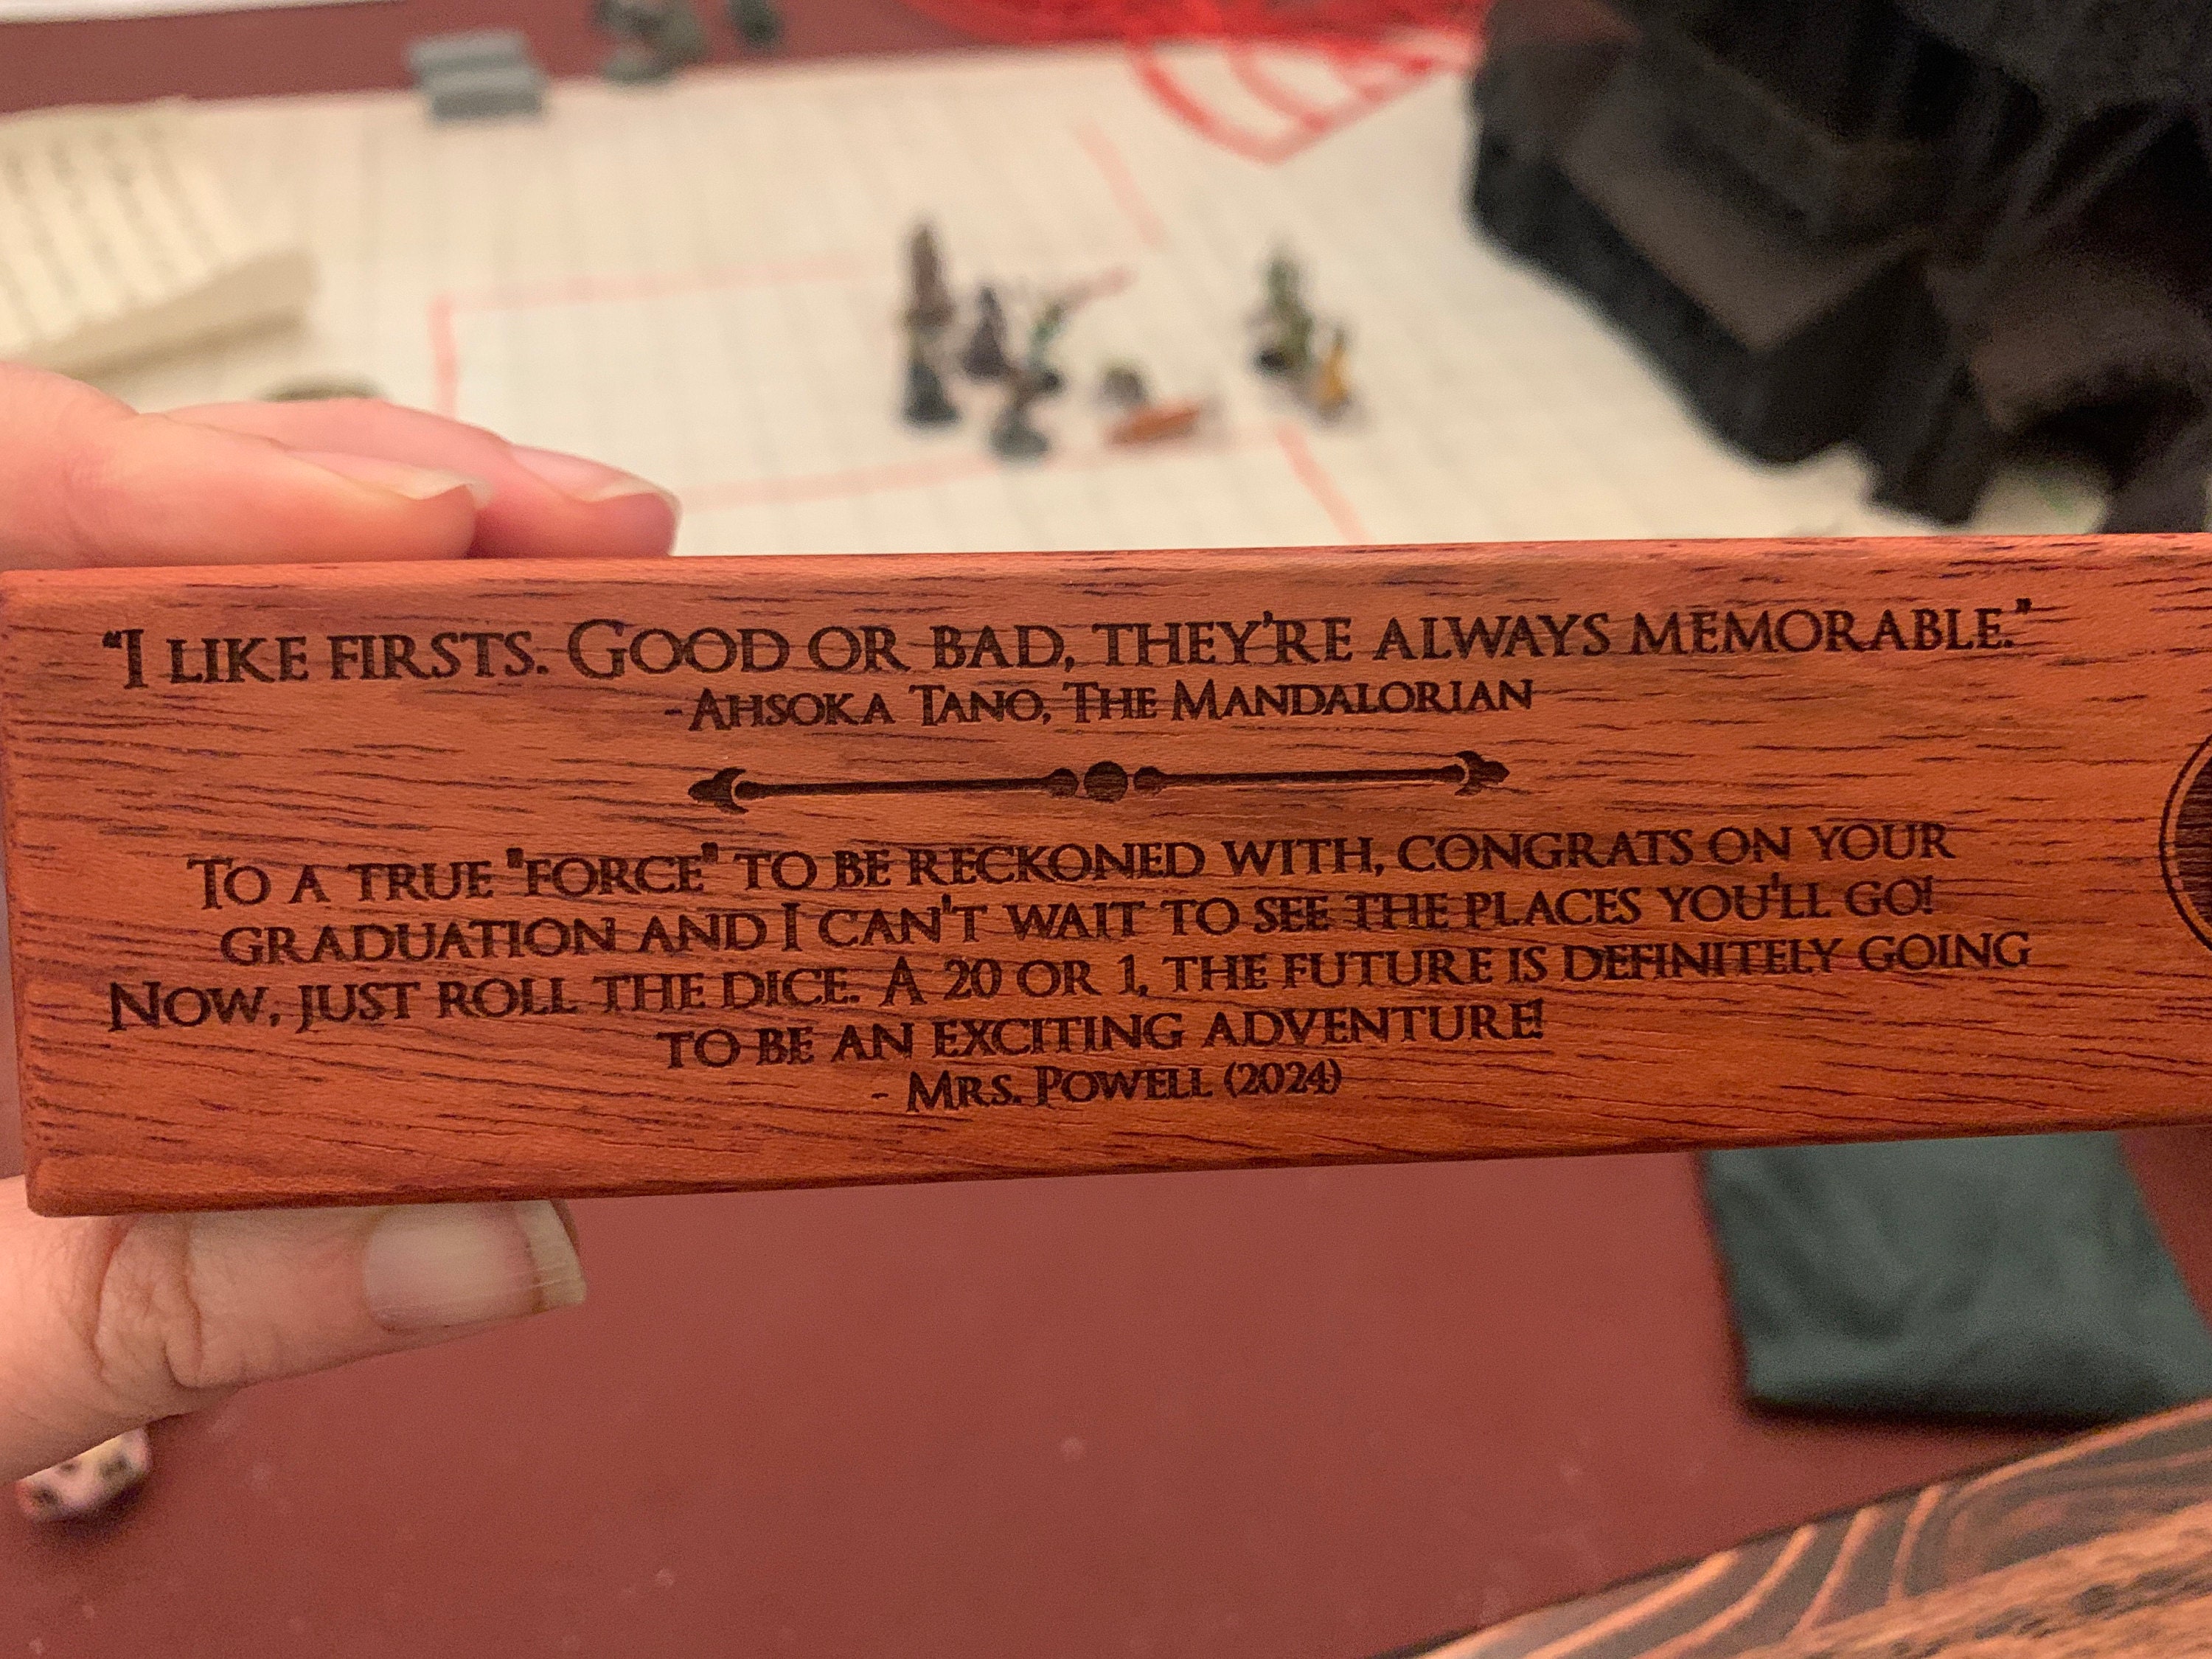 “I LIKE FIRSTS. GOOD OR BAD, THEY'RE ALWAYS MEMORABLE.”
-AHSOKA TANO, THE MANDALORIAN
TO A TRUE "FORCE" TO BE RECKONED WITH, CONGRATS ON YOUR
GRADUATION AND I CAN'T WAIT TO SEE THE PLACES YOU'LL GO!
NOW, JUST ROLL THE DICE. A 20 OR 1, THE FUTURE IS DEFINITELY GOING
TO BE AN EXCITING ADVENTURE!
- MRS. POWELL (2024)